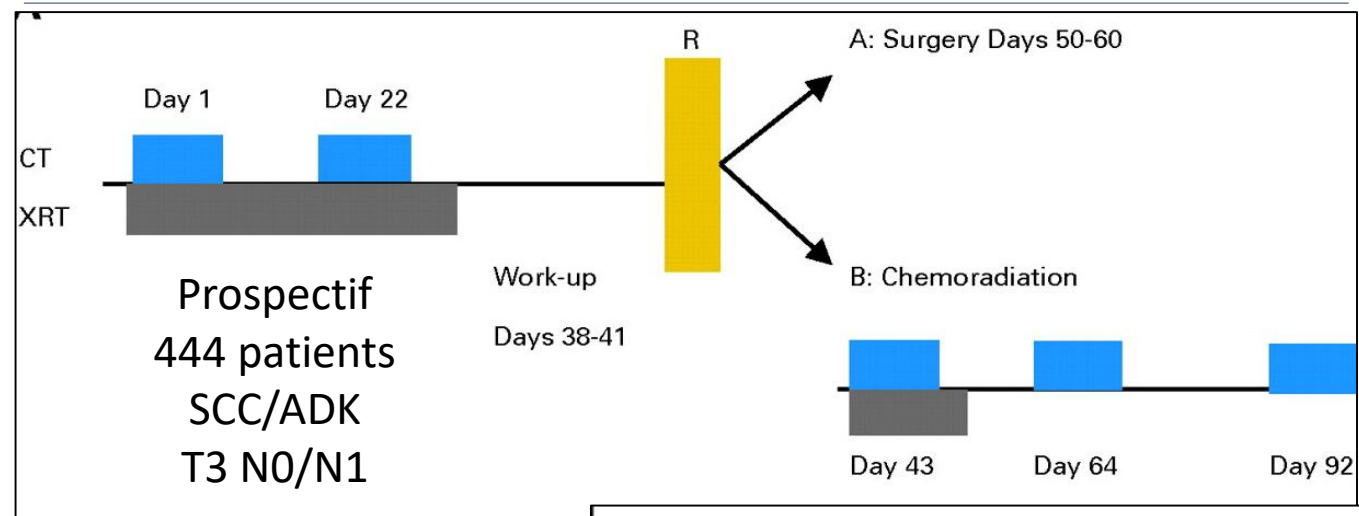 R
A: Surgery Days 50-60
Day 1 Day 22
CT
XRT
Work-up
Days 38-41
B: Chemoradiation
Prospectif
444 patients
SCC/ADK
T3 N0/N1
Day 43 Day 64 Day 92